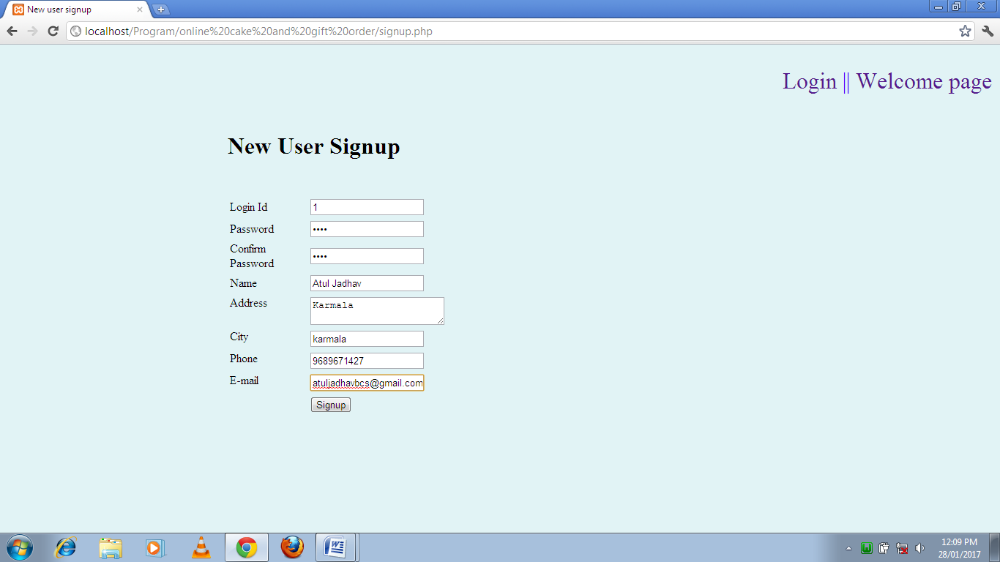 New user signup
localhost/Program/online%20cake%20and%20gift%20order/signup.php
Login || Welcome page
New User Signup
Login Id 1
Password ••••
Confirm
Password ••••
Name Atul Jadhav
Address Karmala
City karmala
Phone 9689671427
E-mail atuljadhavbcs@gmail.com
Signup
12:09 PM
28/01/2017